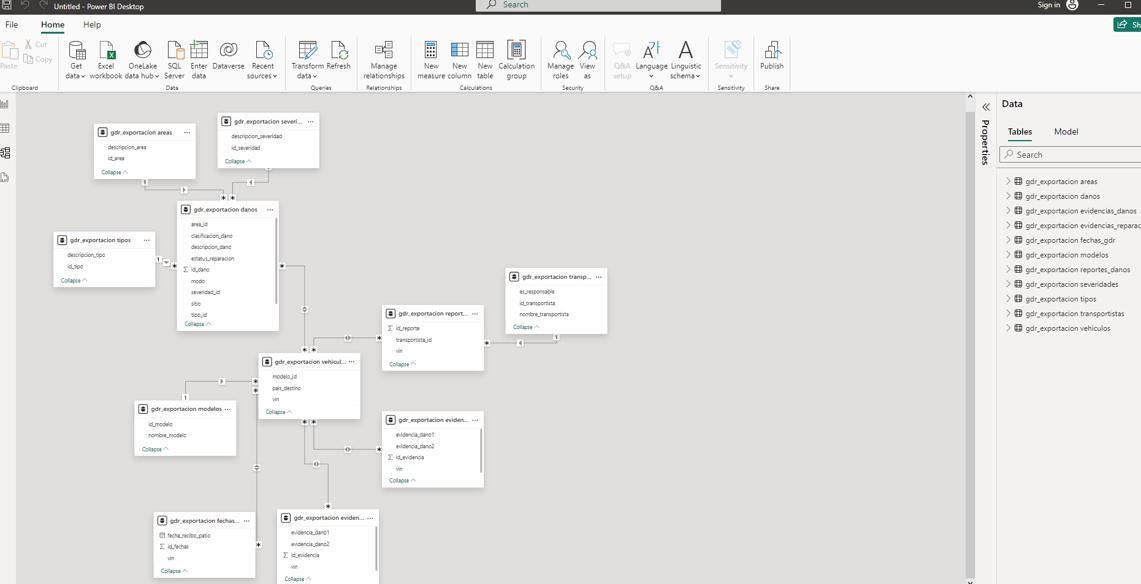 Untitled - Power BI Desktop
Search
Sign in
File
Home
Help
Sh
Paste
Cut
Copy
Clipboard
Get data
Excel workbook
OneLake data hub
SQL Server
Enter data
Dataverse
Recent sources
Data
Transform data
Refresh
Queries
Manage relationships
Relationships
New measure
New column
New table
Calculation group
Calculations
Manage roles
View as
Security
Q&A setup
Language
Linguistic schema
Q&A
Sensitivity
Sensitivity
Publish
Share
gdr_exportacion areas
descripcion_area
id_area
Collapse
gdr_exportacion severi...
descripcion_severidad
id_severidad
Collapse
gdr_exportacion danos
area_id
clasificacion_dano
descripcion_dano
estatus_reparacion
id_dano
modo
severidad_id
sitio
tipo_id
Collapse
gdr_exportacion tipos
descripcion_tipo
id_tipo
Collapse
gdr_exportacion transp...
es_responsable
id_transportista
nombre_transportista
Collapse
gdr_exportacion report...
id_reporte
transportista_id
vin
Collapse
gdr_exportacion vehicul...
modelo_id
pais_destino
vin
Collapse
gdr_exportacion modelos
id_modelo
nombre_modelo
Collapse
gdr_exportacion eviden...
evidencia_dano1
evidencia_dano2
id_evidencia
vin
Collapse
gdr_exportacion fechas...
fecha_recibo_patio
id_fechas
vin
Collapse
gdr_exportacion eviden...
evidencia_dano1
evidencia_dano2
id_evidencia
vin
Collapse
Properties
Data
Tables
Model
Search
gdr_exportacion areas
gdr_exportacion danos
gdr_exportacion evidencias_danos
gdr_exportacion evidencias_reparac
gdr_exportacion fechas_gdr
gdr_exportacion modelos
gdr_exportacion reportes_danos
gdr_exportacion severidades
gdr_exportacion tipos
gdr_exportacion transportistas
gdr_exportacion vehiculos